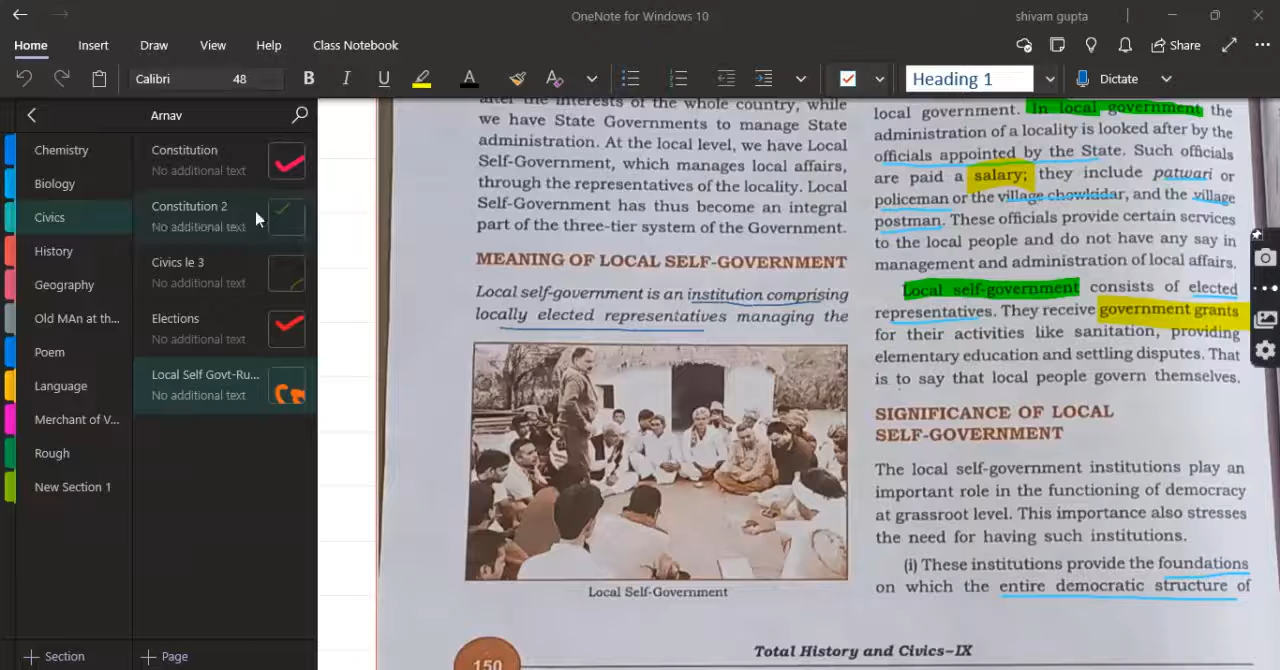 OneNote for Windows 10
shivam gupta
Home
Insert
Draw
View
Help
Class Notebook
Share
Calibri
48
B
I
U
A
A
Heading 1
Dictate
Arnav
Chemistry
Biology
Civics
History
Geography
Old MAn at th...
Poem
Language
Merchant of V...
Rough
New Section 1
Section
Constitution
No additional text
Constitution 2
No additional text
Civics le 3
No additional text
Elections
No additional text
Local Self Govt-Ru...
No additional text
Page
after the interests of the whole country, while
we have State Governments to manage State
administration. At the local level, we have Local
Self-Government, which manages local affairs,
through the representatives of the locality. Local
Self-Government has thus become an integral
part of the three-tier system of the Government.
MEANING OF LOCAL SELF-GOVERNMENT
Local self-government is an institution comprising
locally elected representatives managing the
Local Self-Government
local government. In local government the
administration of a locality is looked after by the
officials appointed by the State. Such officials
are paid a salary; they include patwari or
policeman or the village chowkidar, and the village
postman. These officials provide certain services
to the local people and do not have any say in
management and administration of local affairs.
Local self-government consists of elected
representatives. They receive government grants
for their activities like sanitation, providing
elementary education and settling disputes. That
is to say that local people govern themselves.
SIGNIFICANCE OF LOCAL
SELF-GOVERNMENT
The local self-government institutions play an
important role in the functioning of democracy
at grassroot level. This importance also stresses
the need for having such institutions.
(i) These institutions provide the foundations
on which the entire democratic structure of
150
Total History and Civics–IX